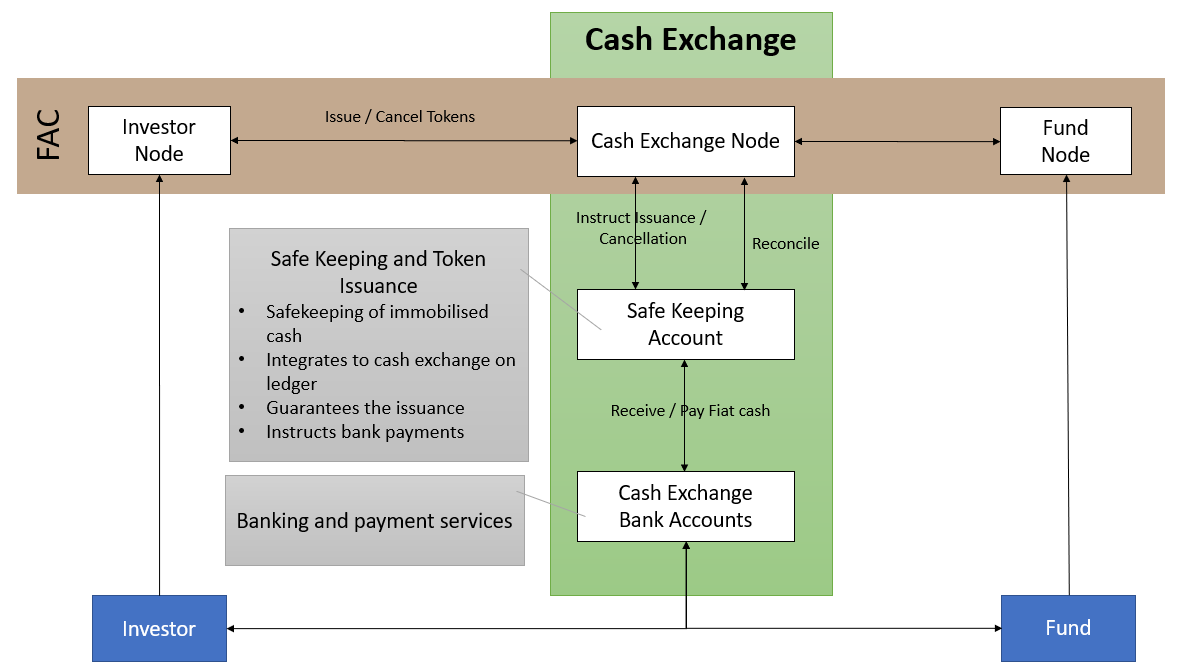 Cash Exchange
FAC
Investor
Node
Issue / Cancel Tokens
Cash Exchange Node
Fund
Node
Instruct Issuance /
Cancellation
Reconcile
Safe Keeping and Token
Issuance
• Safekeeping of immobilised
cash
• Integrates to cash exchange on
ledger
• Guarantees the issuance
• Instructs bank payments
Safe Keeping
Account
Receive / Pay Fiat cash
Banking and payment services
Cash Exchange
Bank Accounts
Investor
Fund